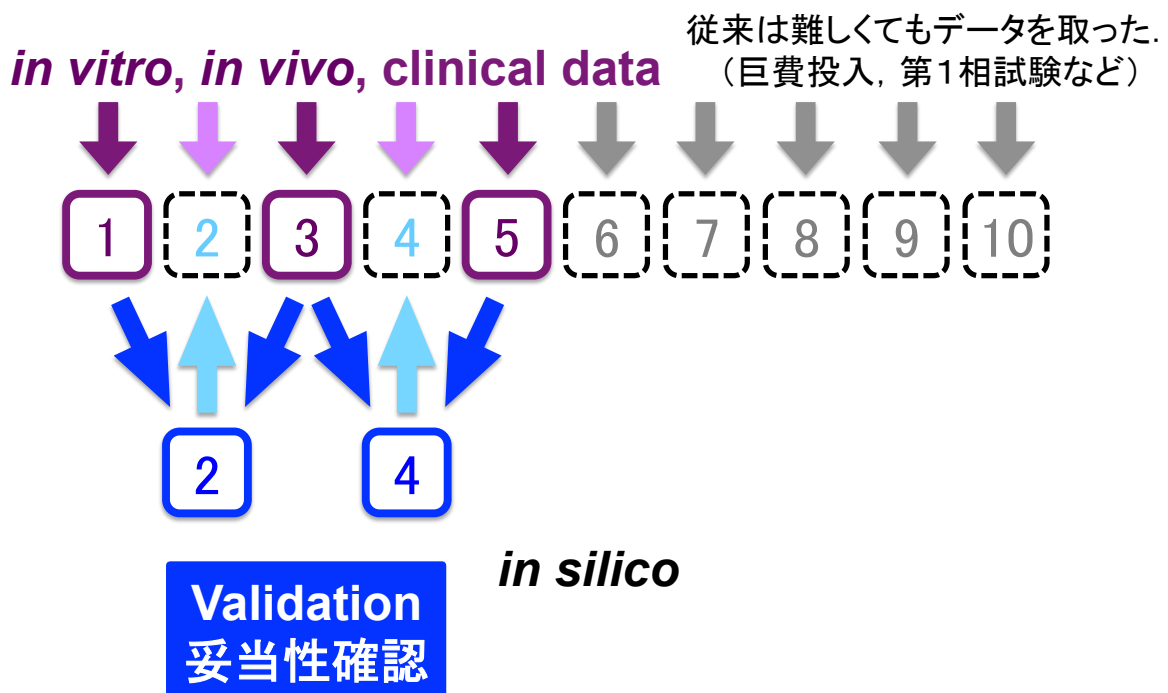 従来は難しくてもデータを取った.
in vitro, in vivo, clinical data
（巨費投入，第１相試験など）
1 2 3 4 5 6 7 8 9 10
2 4
in silico
Validation
妥当性確認